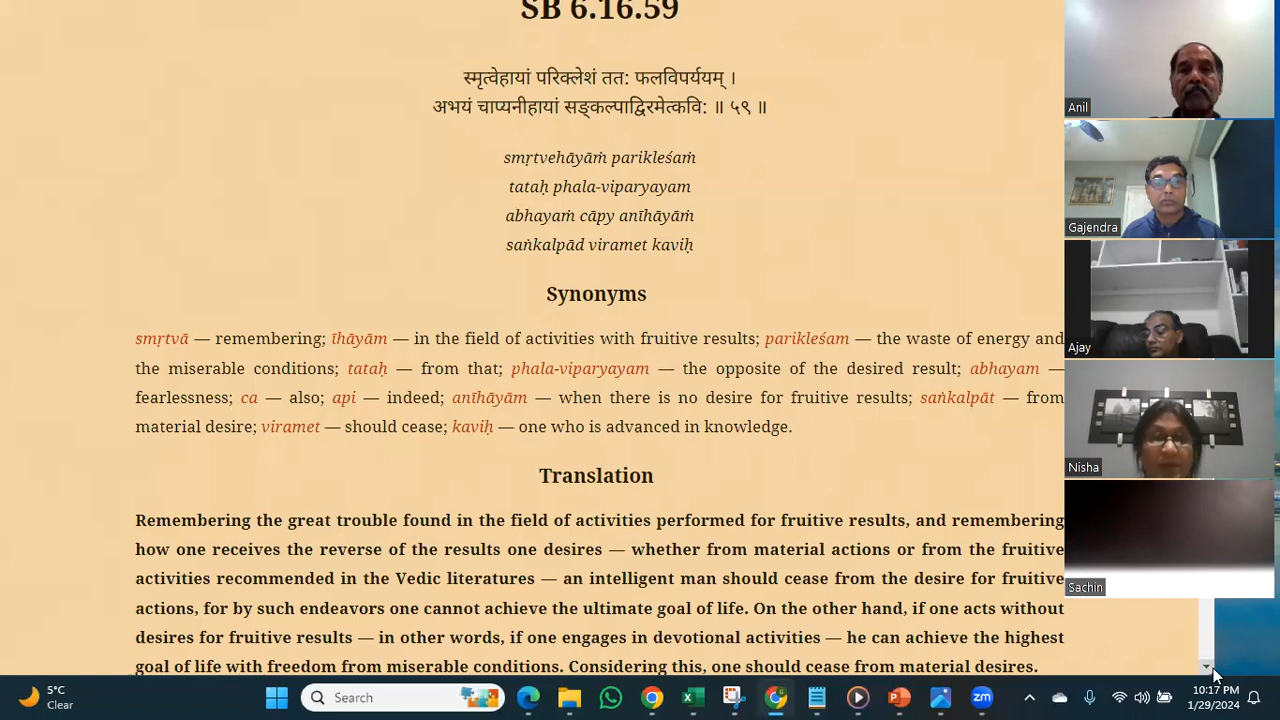 SB 6.16.59
स्मृत्वेहायां परिक्लेशं तत: फलविपर्ययम् ।
अभयं चाप्यनीहायां सङ्कल्पाद्विरमेत्कवि: ॥ ५९ ॥
smṛtvehāyāṁ parikleśaṁ
tataḥ phala-viparyayam
abhayaṁ cāpy anīhāyāṁ
saṅkalpād viramet kaviḥ
Synonyms
smṛtvā — remembering; īhāyām — in the field of activities with fruitive results; parikleśam — the waste of energy and
the miserable conditions; tataḥ — from that; phala-viparyayam — the opposite of the desired result; abhayam —
fearlessness; ca — also; api — indeed; anīhāyām — when there is no desire for fruitive results; saṅkalpāt — from
material desire; viramet — should cease; kaviḥ — one who is advanced in knowledge.
Translation
Remembering the great trouble found in the field of activities performed for fruitive results, and remembering
how one receives the reverse of the results one desires — whether from material actions or from the fruitive
activities recommended in the Vedic literatures — an intelligent man should cease from the desire for fruitive
actions, for by such endeavors one cannot achieve the ultimate goal of life. On the other hand, if one acts without
desires for fruitive results — in other words, if one engages in devotional activities — he can achieve the highest
goal of life with freedom from miserable conditions. Considering this, one should cease from material desires.
Anil
Gajendra
Ajay
Nisha
Sachin
5°C
Clear
Search
zm
10:17 PM
1/29/2024